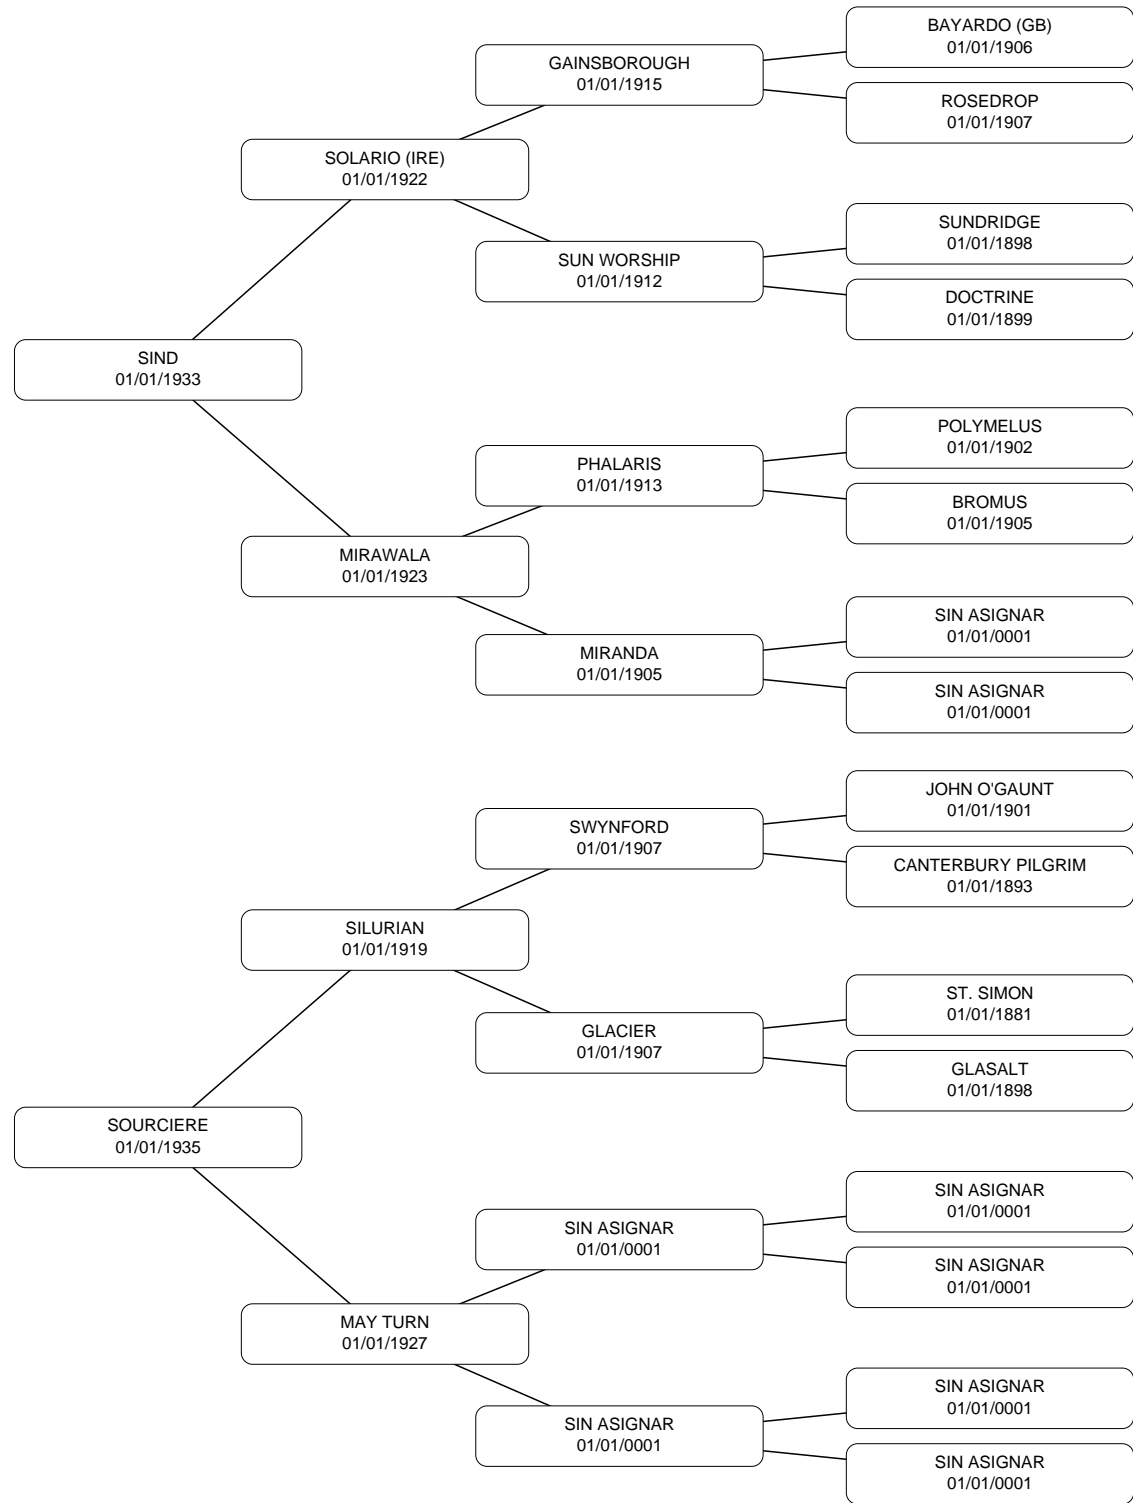 BAYARDO (GB)
01/01/1906
GAINSBOROUGH
01/01/1915
ROSEDROP
01/01/1907
SOLARIO (IRE)
01/01/1922
SUNDRIDGE
01/01/1898
SUN WORSHIP
01/01/1912
DOCTRINE
01/01/1899
SIND
01/01/1933
POLYMELUS
01/01/1902
PHALARIS
01/01/1913
BROMUS
01/01/1905
MIRAWALA
01/01/1923
SIN ASIGNAR
01/01/0001
MIRANDA
01/01/1905
SIN ASIGNAR
01/01/0001
JOHN O'GAUNT
01/01/1901
SWYNFORD
01/01/1907
CANTERBURY PILGRIM
01/01/1893
SILURIAN
01/01/1919
ST. SIMON
01/01/1881
GLACIER
01/01/1907
GLASALT
01/01/1898
SOURCIERE
01/01/1935
SIN ASIGNAR
01/01/0001
SIN ASIGNAR
01/01/0001
SIN ASIGNAR
01/01/0001
MAY TURN
01/01/1927
SIN ASIGNAR
01/01/0001
SIN ASIGNAR
01/01/0001
SIN ASIGNAR
01/01/0001